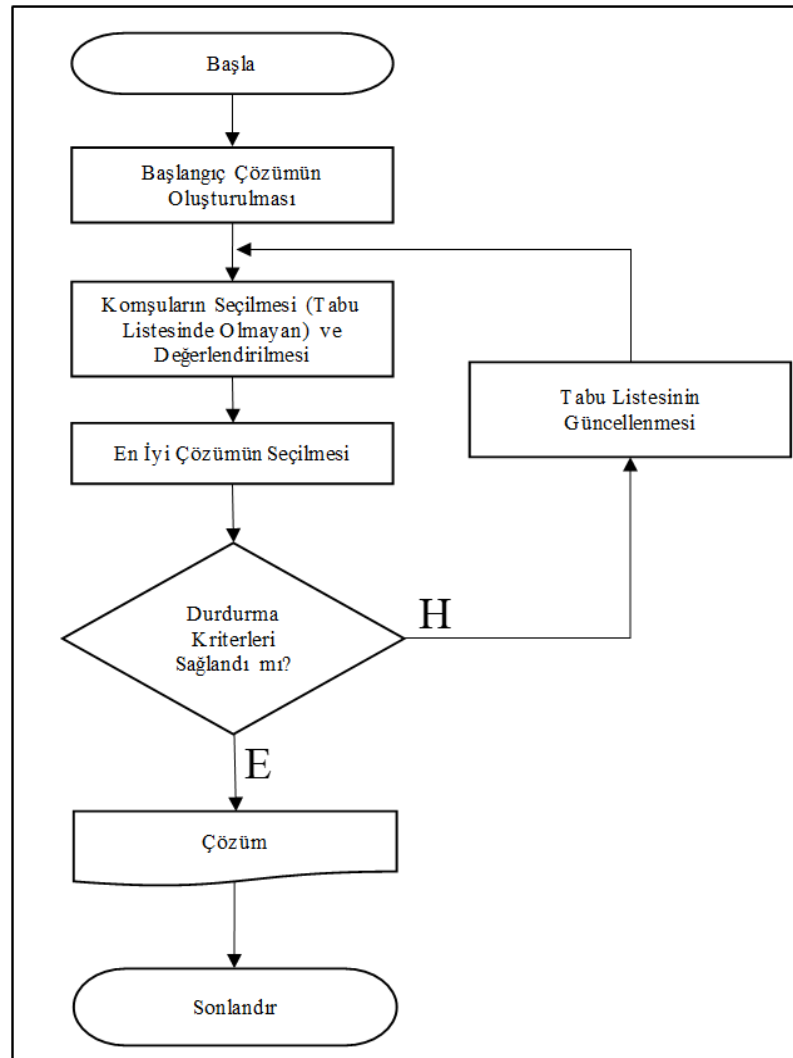 Başla
Başlangıç Çözümün
Oluşturulması
Komşuların Seçilmesi (Tabu
Listesinde Olmayan) ve
Değerlendirilmesi
Tabu Listesinin
Güncellenmesi
En İyi Çözümün Seçilmesi
Durdurma
Kriterleri
Sağlandı mı?
H
E
Çözüm
Sonlandır